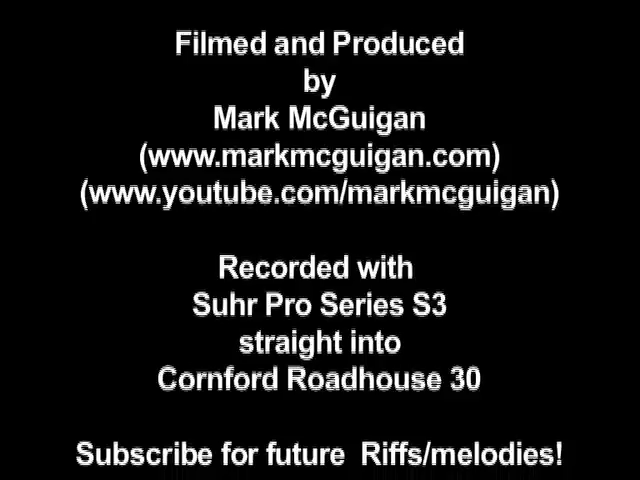 Filmed and Produced
by
Mark McGuigan
(www.markmcguigan.com)
(www.youtube.com/markmcguigan)
Recorded with
Suhr Pro Series S3
straight into
Cornford Roadhouse 30
Subscribe for future  Riffs/melodies!